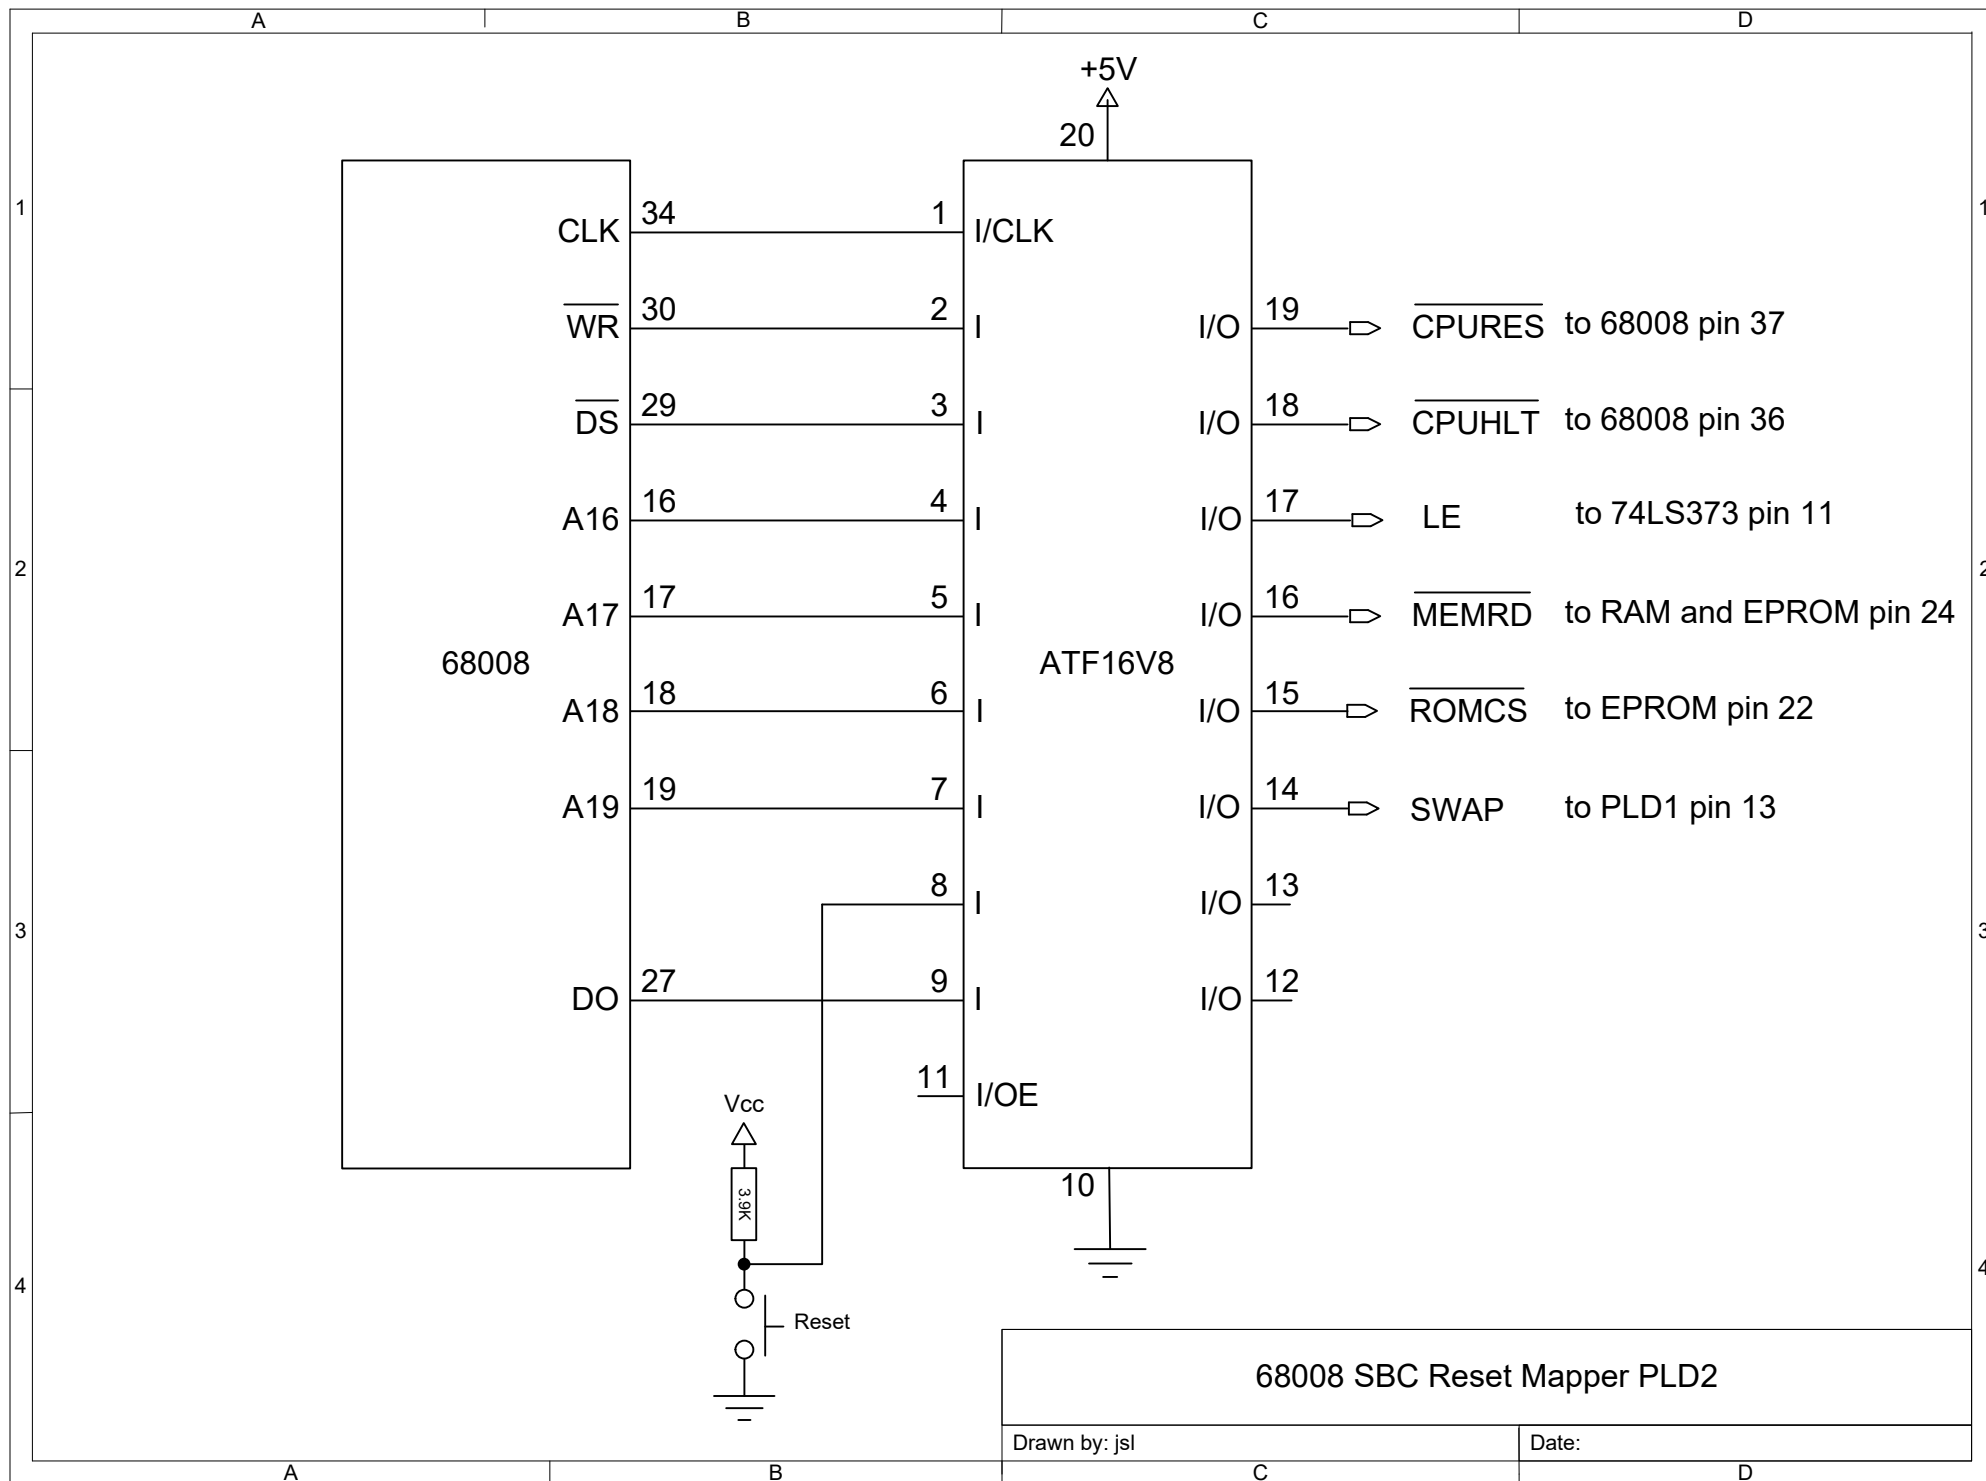 A B C D
+5V
20
1 1
34 1
CLK I/CLK
30 2 19
WR I I/O CPURES to 68008 pin 37
29 3 18
DS I I/O CPUHLT to 68008 pin 36
16 4 17
A16 I I/O LE to 74LS373 pin 11
2 2
17 5 16
A17 I I/O MEMRD to RAM and EPROM pin 24
68008 ATF16V8
18 6 15
A18 I I/O ROMCS to EPROM pin 22
19 7 14
A19 I I/O SWAP to PLD1 pin 13
8 13
I I/O
3 3
27 9 12
DO I I/O
11
I/OE
Vcc
3.9K
10
4 4
Reset
68008 SBC Reset Mapper PLD2
Drawn by: jsl Date:
A B C D